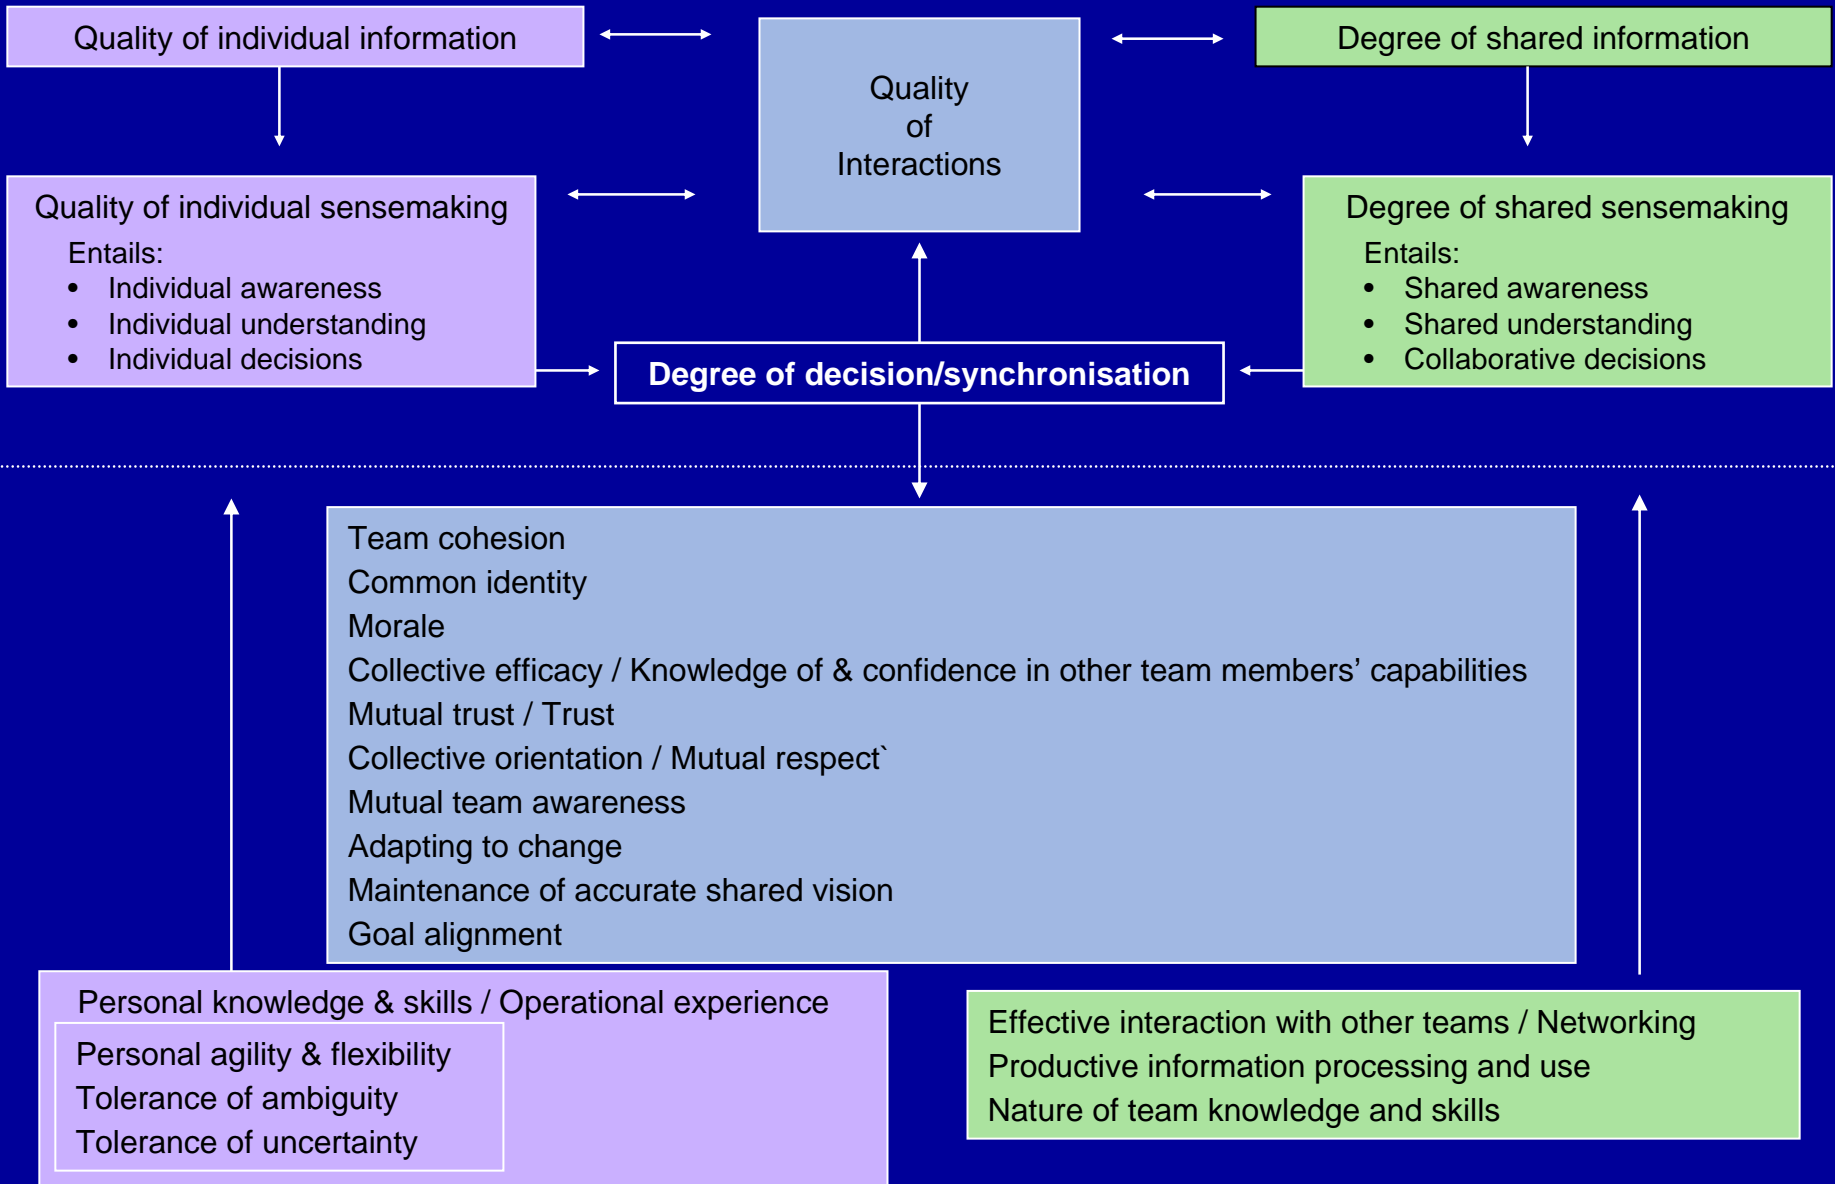 Quality of individual information
Quality
of
Interactions
Degree of shared information
Quality of individual sensemaking
Entails:
• Individual awareness
• Individual understanding
• Individual decisions
Degree of shared sensemaking
Entails:
• Shared awareness
• Shared understanding
• Collaborative decisions
Degree of decision/synchronisation
Team cohesion
Common identity
Morale
Collective efficacy / Knowledge of & confidence in other team members’ capabilities
Mutual trust / Trust
Collective orientation / Mutual respect`
Mutual team awareness
Adapting to change
Maintenance of accurate shared vision
Goal alignment
Personal knowledge & skills / Operational experience
Personal agility & flexibility
Tolerance of ambiguity
Tolerance of uncertainty
Effective interaction with other teams / Networking
Productive information processing and use
Nature of team knowledge and skills